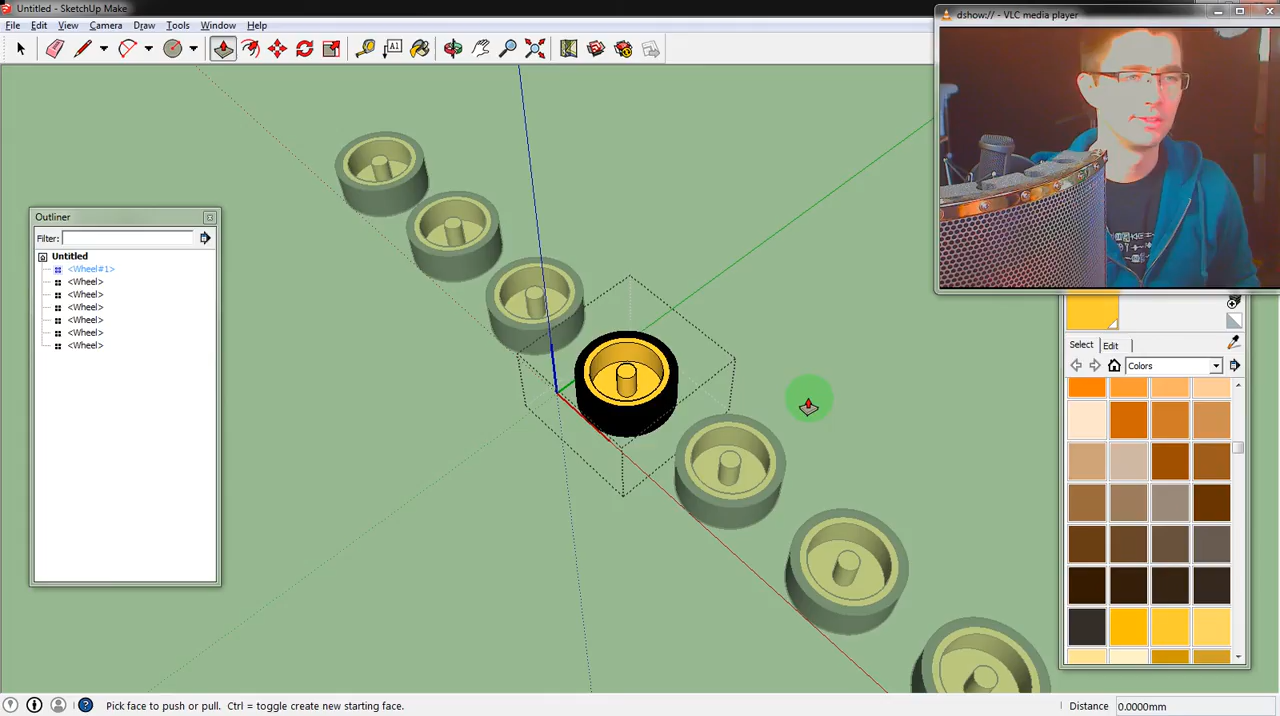 Untitled - SketchUp Make
dshow:// - VLC media player
File Edit View Camera Draw Tools Window Help
A1
Outliner
Filter:
Untitled
<Wheel#1>
<Wheel>
<Wheel>
<Wheel>
<Wheel>
<Wheel>
<Wheel>
Select Edit
Colors
Pick face to push or pull. Ctrl = toggle create new starting face.
Distance 0.0000mm